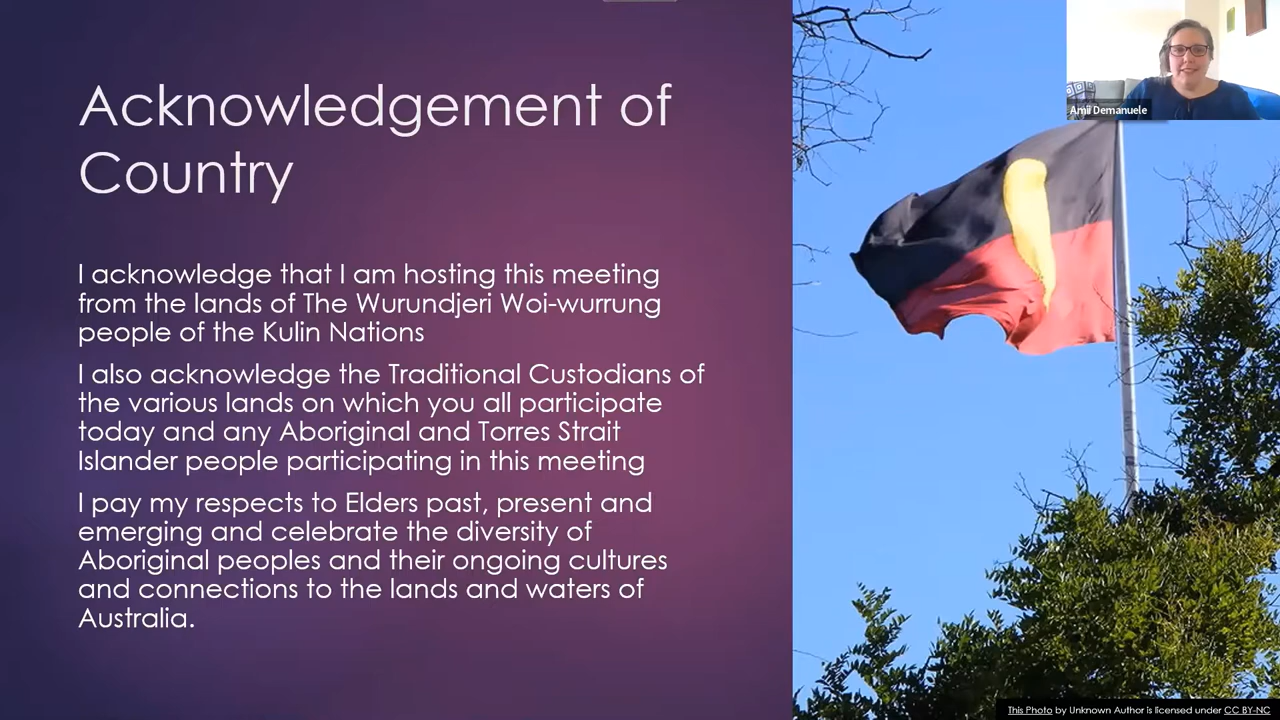 Acknowledgement of
Country
I acknowledge that I am hosting this meeting
from the lands of The Wurundjeri Woi-wurrung
people of the Kulin Nations
I also acknowledge the Traditional Custodians of
the various lands on which you all participate
today and any Aboriginal and Torres Strait
Islander people participating in this meeting
I pay my respects to Elders past, present and
emerging and celebrate the diversity of
Aboriginal peoples and their ongoing cultures
and connections to the lands and waters of
Australia.
Amii Demanuele
This Photo by Unknown Author is licensed under CC BY-NC